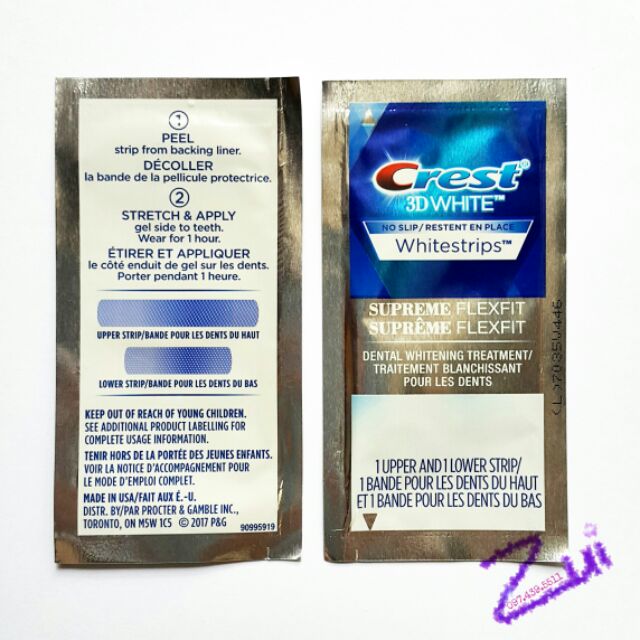 1
PEEL
strip from backing liner.
DÉCOLLER
la bande de la pellicule protectrice.
2
STRETCH & APPLY
gel side to teeth.
Wear for 1 hour.
ÉTIRER ET APPLIQUER
le côté enduit de gel sur les dents.
Porter pendant 1 heure.
UPPER STRIP/BANDE POUR LES DENTS DU HAUT
LOWER STRIP/BANDE POUR LES DENTS DU BAS
KEEP OUT OF REACH OF YOUNG CHILDREN.
SEE ADDITIONAL PRODUCT LABELLING FOR
COMPLETE USAGE INFORMATION.
TENIR HORS DE LA PORTÉE DES JEUNES ENFANTS.
VOIR LA NOTICE D'ACCOMPAGNEMENT POUR
LE MODE D'EMPLOI COMPLET.
MADE IN USA/FAIT AUX É.-U.
DISTR. BY/PAR PROCTER & GAMBLE INC.,
TORONTO, ON M5W 1C5 © 2017 P&G
90995919
Crest®
3D WHITE™
NO SLIP/RESTENT EN PLACE
Whitestrips™
SUPREME FLEXFIT
SUPRÊME FLEXFIT
DENTAL WHITENING TREATMENT/
TRAITEMENT BLANCHISSANT
POUR LES DENTS
(L)7035W446
1 UPPER AND 1 LOWER STRIP/
1 BANDE POUR LES DENTS DU HAUT
ET 1 BANDE POUR LES DENTS DU BAS
Zui
097.439.5511